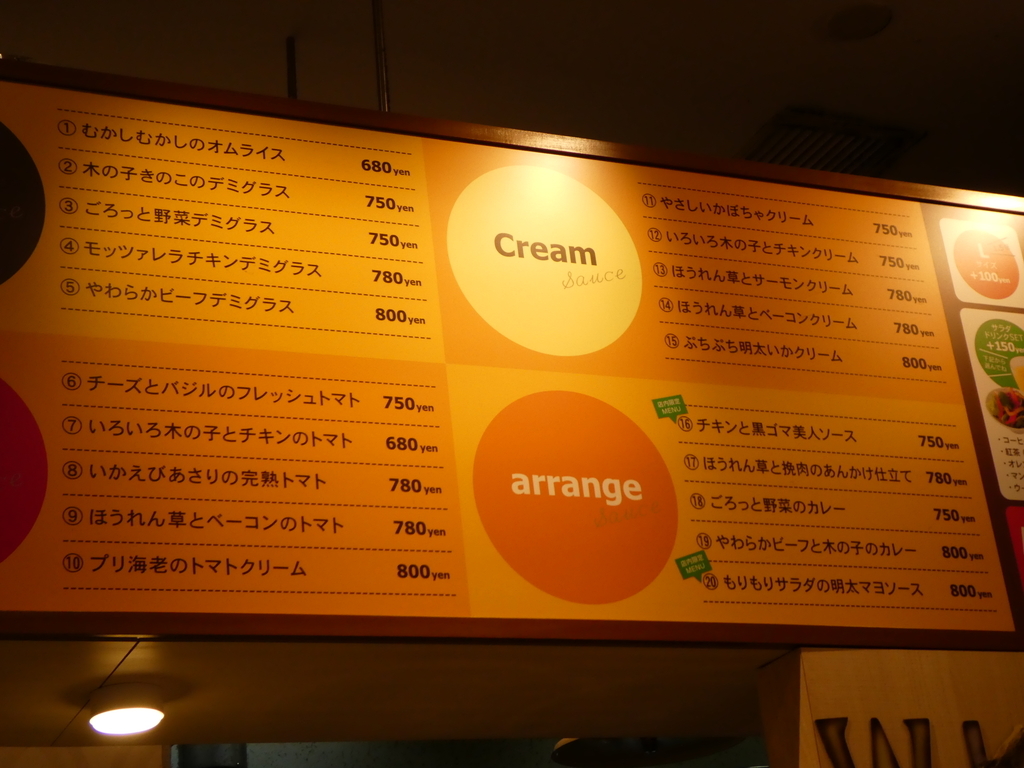 ① むかしむかしのオムライス 680yen
② 木の子きのこのデミグラス 750yen
③ ごろっと野菜デミグラス 750yen
④ モッツァレラチキンデミグラス 780yen
⑤ やわらかビーフデミグラス 800yen
⑥ チーズとバジルのフレッシュトマト 750yen
⑦ いろいろ木の子とチキンのトマト 680yen
⑧ いかえびあさりの完熟トマト 780yen
⑨ ほうれん草とベーコンのトマト 780yen
⑩ プリ海老のトマトクリーム 800yen
Cream
sauce
⑪ やさしいかぼちゃクリーム 750yen
⑫ いろいろ木の子とチキンクリーム 750yen
⑬ ほうれん草とサーモンクリーム 780yen
⑭ ほうれん草とベーコンクリーム 780yen
⑮ ぷちぷち明太いかクリーム 800yen
arrange
sauce
店内限定
MENU
⑯ チキンと黒ゴマ美人ソース 750yen
⑰ ほうれん草と挽肉のあんかけ仕立て 780yen
⑱ ごろっと野菜のカレー 750yen
⑲ やわらかビーフと木の子のカレー 800yen
店内限定
MENU
⑳ もりもりサラダの明太マヨソース 800yen
L
+100yen
サラダ
ドリンクSET
+150yen